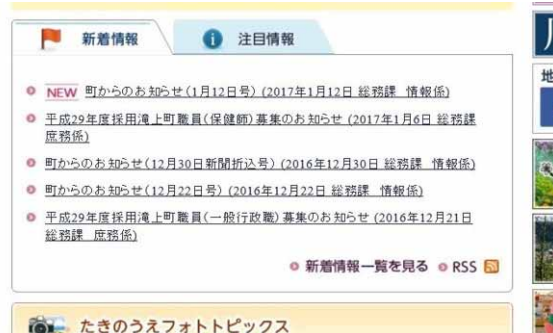 新着情報
注目情報
NEW 町からのお知らせ(1月12日号) (2017年1月12日 総務課 情報係)
平成29年度採用滝上町職員(保健師)募集のお知らせ (2017年1月6日 総務課
庶務係)
町からのお知らせ(12月30日新聞折込号) (2016年12月30日 総務課 情報係)
町からのお知らせ(12月22日号) (2016年12月22日 総務課 情報係)
平成29年度採用滝上町職員(一般行政職)募集のお知らせ (2016年12月21日
総務課 庶務係)
新着情報一覧を見る RSS
たきのうえフォトトピックス
地